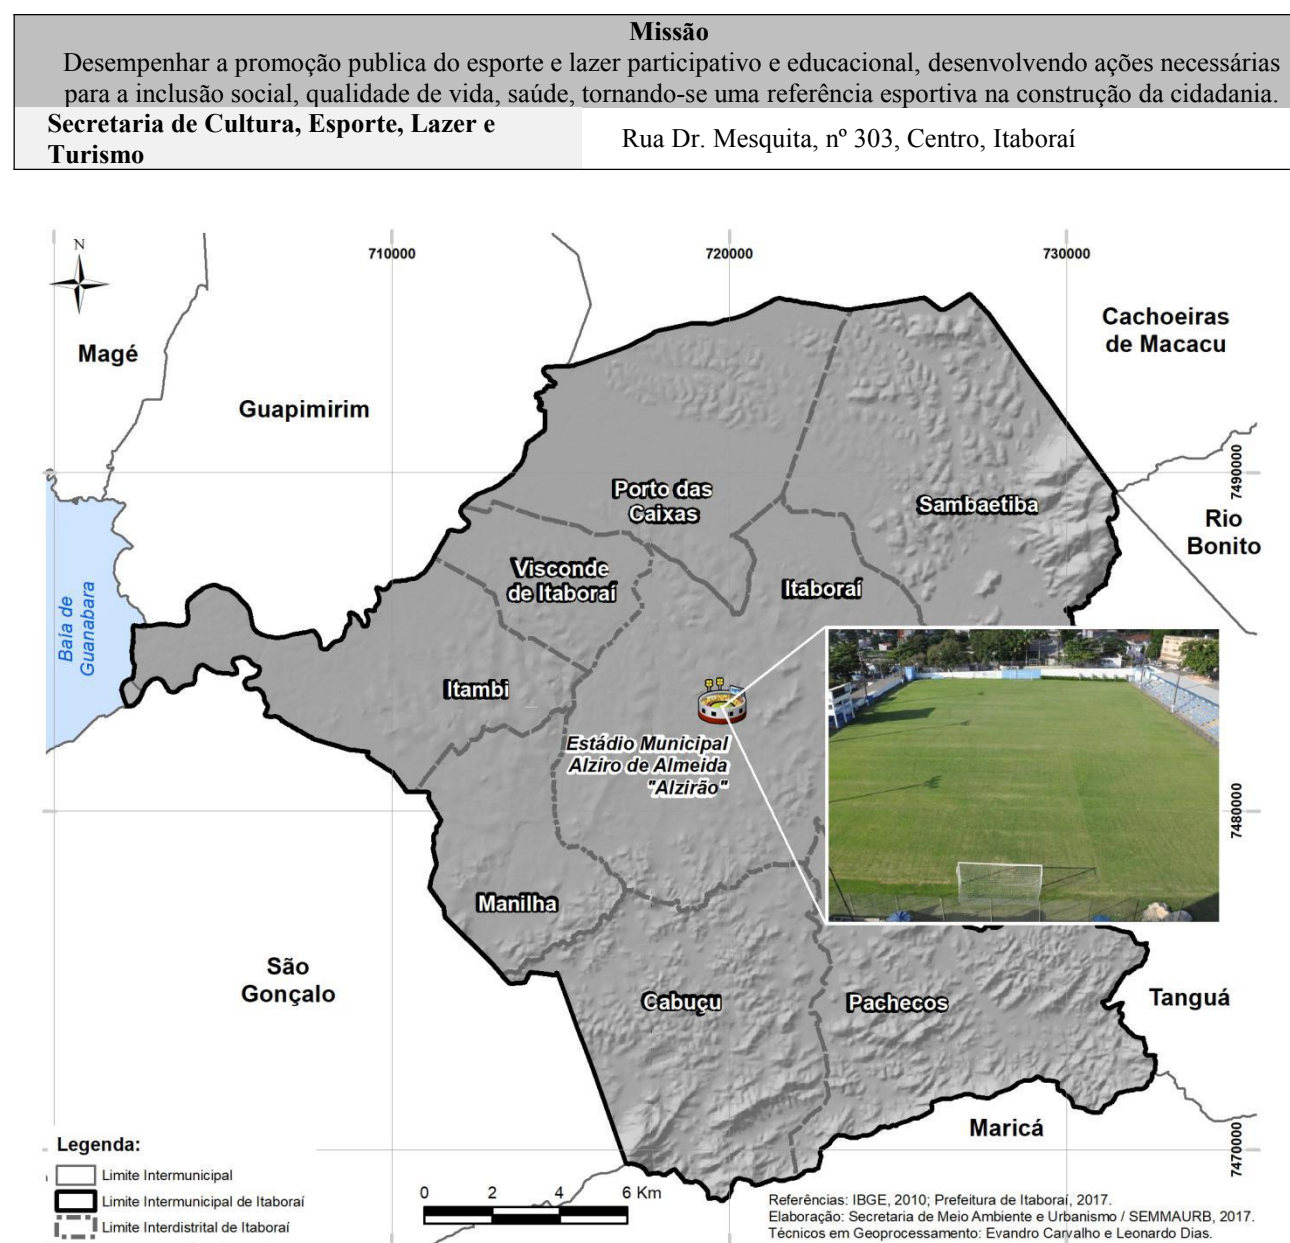 Missão
Desempenhar a promoção publica do esporte e lazer participativo e educacional, desenvolvendo ações necessárias
para a inclusão social, qualidade de vida, saúde, tornando-se uma referência esportiva na construção da cidadania.
Secretaria de Cultura, Esporte, Lazer e
Turismo
Rua Dr. Mesquita, nº 303, Centro, Itaboraí
N
710000
720000
730000
Magé
Guapimirim
Cachoeiras
de Macacu
7490000
Porto das
Caixas
Sambaetiba
Rio
Bonito
Visconde
de Itaboraí
Itaboraí
Baía de
Guanabara
Itambi
Estádio Municipal
Alziro de Almeida
"Alzirão"
7480000
Manilha
São
Gonçalo
Cabuçu
Pachecos
Tanguá
Maricá
7470000
Legenda:
Limite Intermunicipal
Limite Intermunicipal de Itaboraí
Limite Interdistrital de Itaboraí
0 2 4 6 Km
Referências: IBGE, 2010; Prefeitura de Itaboraí, 2017.
Elaboração: Secretaria de Meio Ambiente e Urbanismo / SEMMAURB, 2017.
Técnicos em Geoprocessamento: Evandro Carvalho e Leonardo Dias.